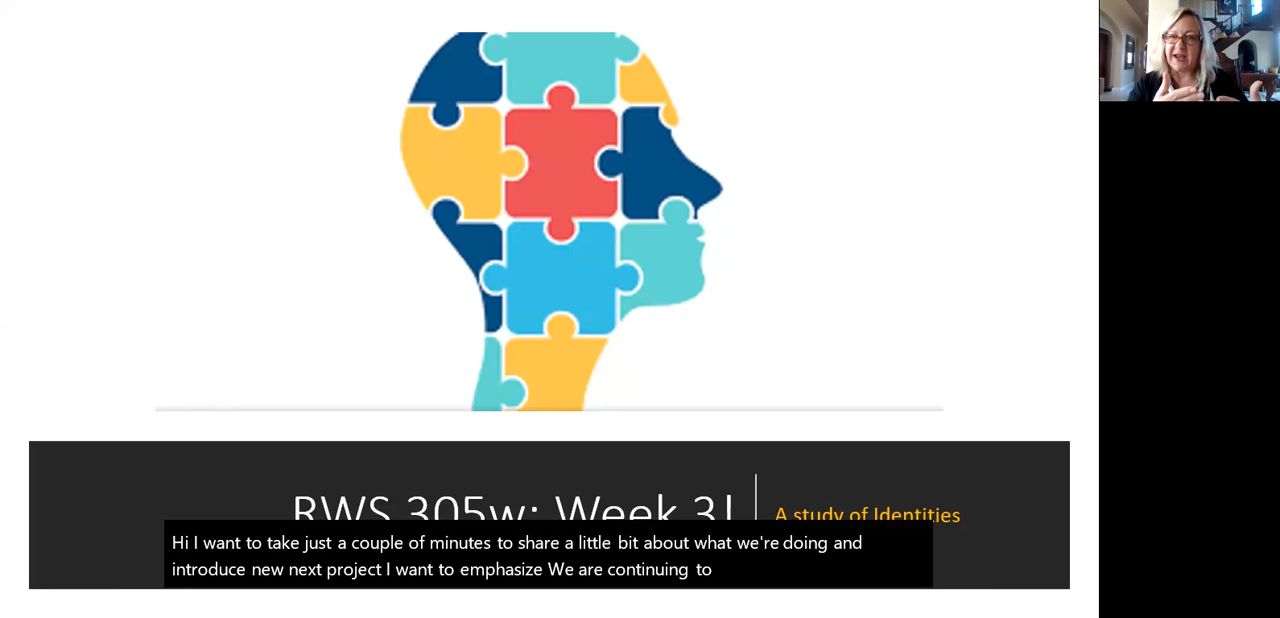 RWS 305w: Week 3!
A study of Identities
Hi I want to take just a couple of minutes to share a little bit about what we're doing and
introduce new next project I want to emphasize We are continuing to